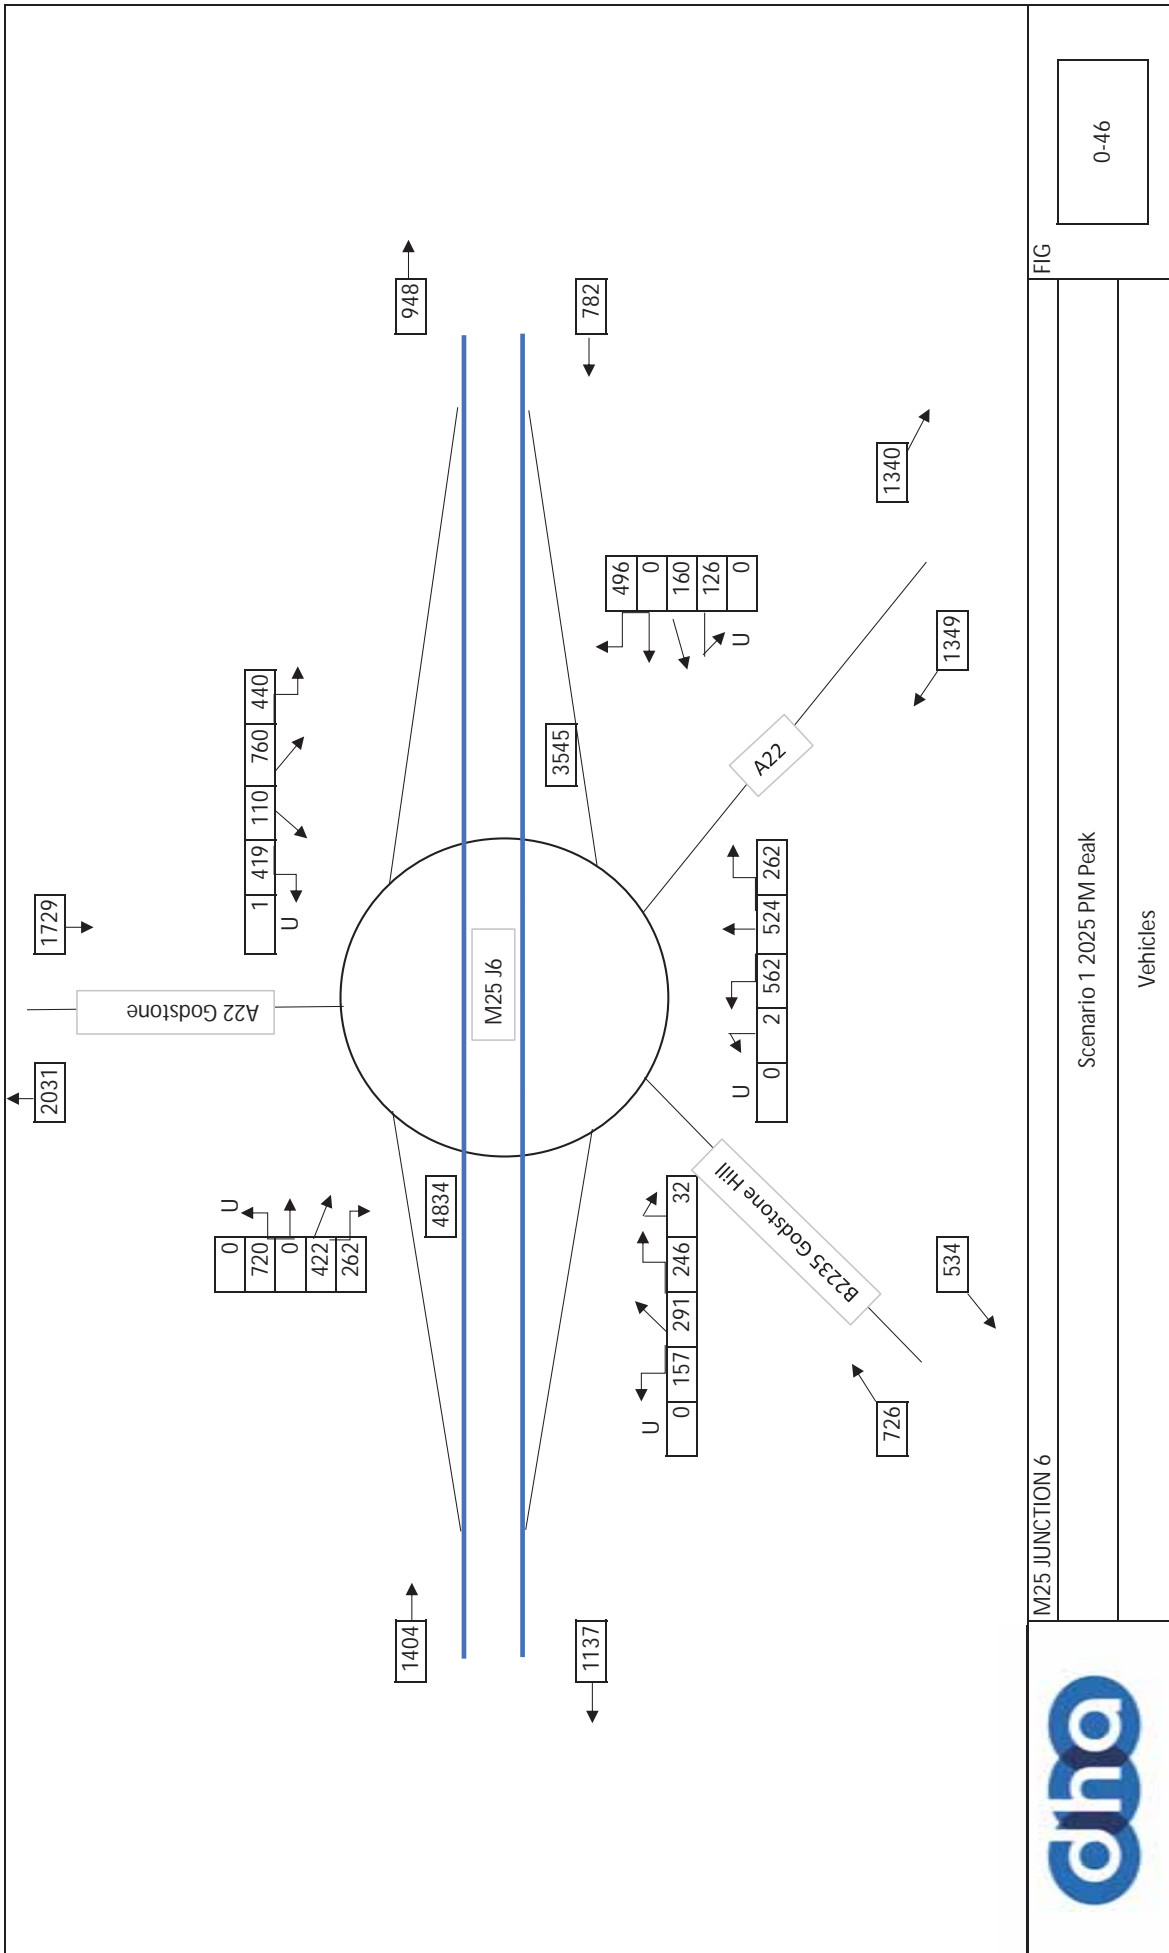 2031
1729
A22 Godstone
U
0
720
0
422
262
1 419 110 760 440
U
1404
948
4834
M25 J6
3545
1137
782
496
0
160
126
0
U
U
0 157 291 246 32
U
0 2 562 524 262
B2235 Godstone Hill
A22
726
1340
534
1349
dha
M25 JUNCTION 6
FIG
Scenario 1 2025 PM Peak
0-46
Vehicles